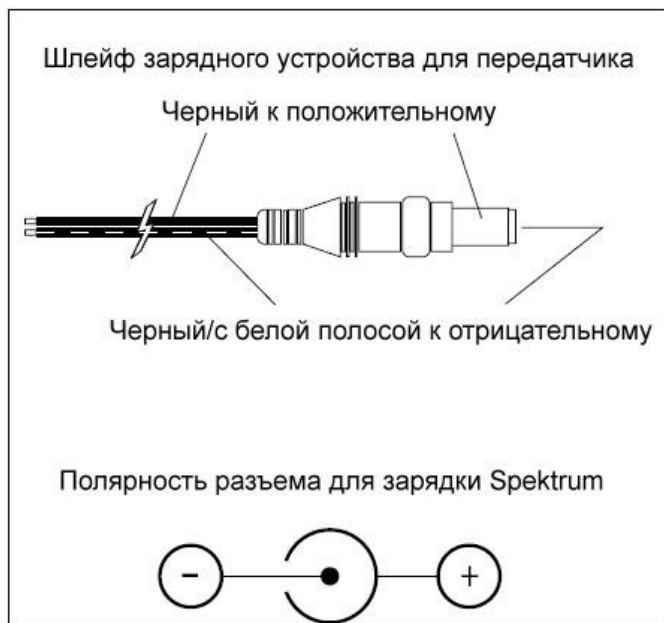 Шлейф зарядного устройства для передатчика
Черный к положительному
Черный/с белой полосой к отрицательному
Полярность разъема для зарядки Spektrum
- +